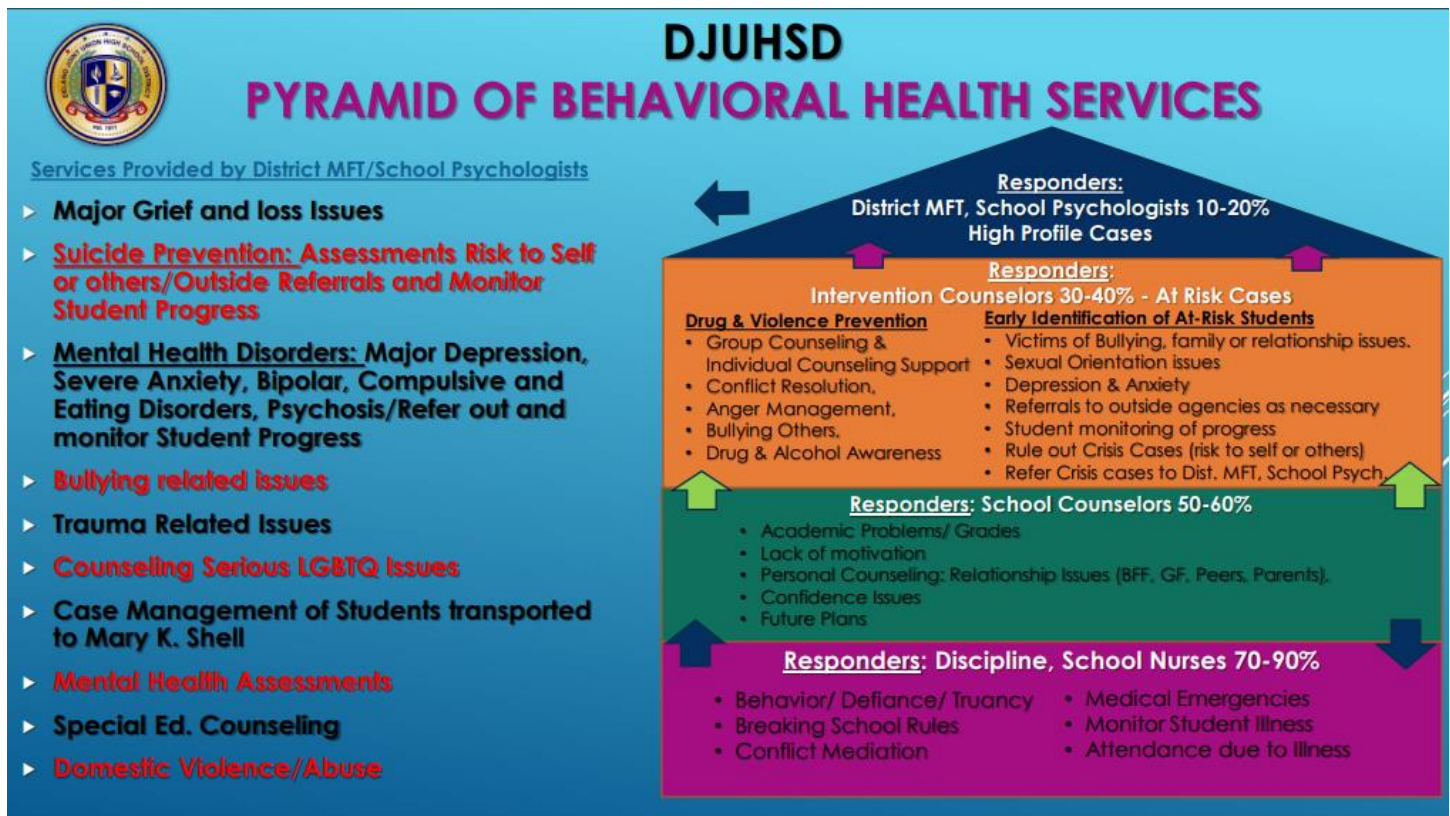 DJUHSD
PYRAMID OF BEHAVIORAL HEALTH SERVICES
Services Provided by District MFT/School Psychologists
Major Grief and loss Issues
Suicide Prevention: Assessments Risk to Self
or others/Outside Referrals and Monitor
Student Progress
Mental Health Disorders: Major Depression,
Severe Anxiety, Bipolar, Compulsive and
Eating Disorders, Psychosis/Refer out and
monitor Student Progress
Bullying related issues
Trauma Related Issues
Counseling Serious LGBTQ Issues
Case Management of Students transported
to Mary K. Shell
Mental Health Assessments
Special Ed. Counseling
Domestic Violence/Abuse
Responders:
District MFT, School Psychologists 10-20%
High Profile Cases
Responders:
Intervention Counselors 30-40% - At Risk Cases
Drug & Violence Prevention
• Group Counseling &
Individual Counseling Support
• Conflict Resolution,
• Anger Management,
• Bullying Others,
• Drug & Alcohol Awareness
Early Identification of At-Risk Students
• Victims of Bullying, family or relationship issues.
• Sexual Orientation issues
• Depression & Anxiety
• Referrals to outside agencies as necessary
• Student monitoring of progress
• Rule out Crisis Cases (risk to self or others)
• Refer Crisis cases to Dist. MFT, School Psych.
Responders: School Counselors 50-60%
• Academic Problems/ Grades
• Lack of motivation
• Personal Counseling: Relationship Issues (BFF, GF, Peers, Parents).
• Confidence Issues
• Future Plans
Responders: Discipline, School Nurses 70-90%
• Behavior/ Defiance/ Truancy
• Breaking School Rules
• Conflict Mediation
• Medical Emergencies
• Monitor Student Illness
• Attendance due to Illness